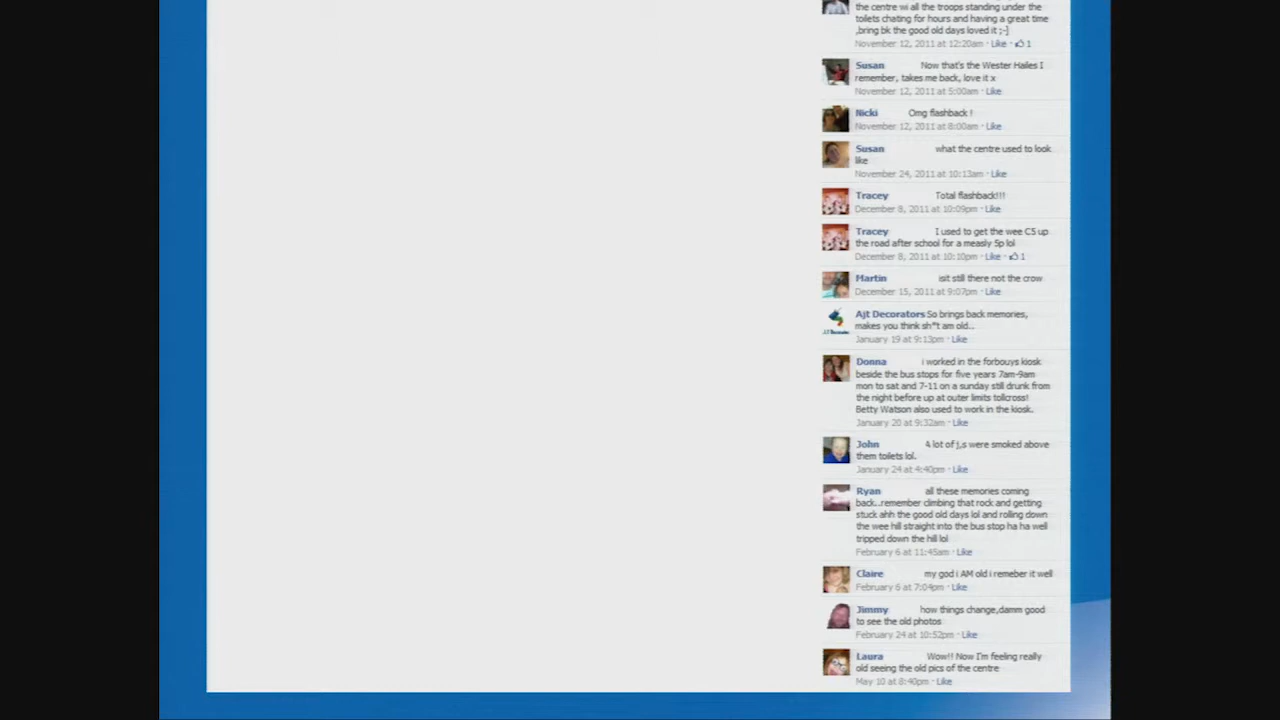 the centre wi all the troops standing under the
toilets chating for hours and having a great time
,bring bk the good old days loved it ;-]
November 12, 2011 at 12:20am · Like · 1
Susan Now that's the Wester Hailes I
remember, takes me back, love it x
November 12, 2011 at 5:00am · Like
Nicki Omg flashback !
November 12, 2011 at 8:00am · Like
Susan what the centre used to look
like
November 24, 2011 at 10:13am · Like
Tracey Total flashback!!!
December 8, 2011 at 10:09pm · Like
Tracey I used to get the wee C5 up
the road after school for a measly 5p lol
December 8, 2011 at 10:10pm · Like · 1
Martin isit still there not the crow
December 15, 2011 at 9:07pm · Like
Ajt Decorators So brings back memories,
makes you think sh*t am old..
January 19 at 9:13pm · Like
Donna i worked in the forbouys kiosk
beside the bus stops for five years 7am-9am
mon to sat and 7-11 on a sunday still drunk from
the night before up at outer limits tollcross!
Betty Watson also used to work in the kiosk.
January 20 at 9:32am · Like
John A lot of j,s were smoked above
them toilets lol.
January 24 at 4:40pm · Like
Ryan all these memories coming
back..remember climbing that rock and getting
stuck ahh the good old days lol and rolling down
the wee hill straight into the bus stop ha ha well
tripped down the hill lol
February 6 at 11:45am · Like
Claire my god i AM old i remeber it well
February 6 at 7:04pm · Like
Jimmy how things change,damm good
to see the old photos
February 24 at 10:52pm · Like
Laura Wow!! Now I'm feeling really
old seeing the old pics of the centre
May 10 at 8:40pm · Like